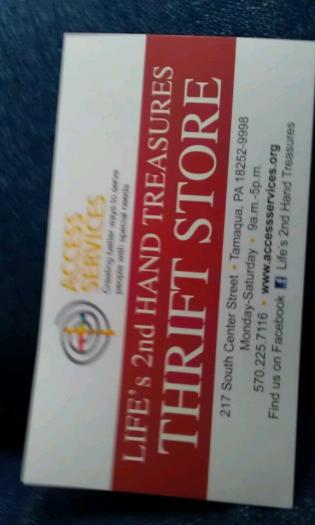 ACCESS
SERVICES
Creating better ways to serve
people with special needs
LIFE's 2nd HAND TREASURES
THRIFT STORE
217 South Center Street • Tamaqua, PA 18252-9998
Monday-Saturday • 9a.m.-5p.m.
570.225.7116 • www.accessservices.org
Find us on Facebook f Life's 2nd Hand Treasures